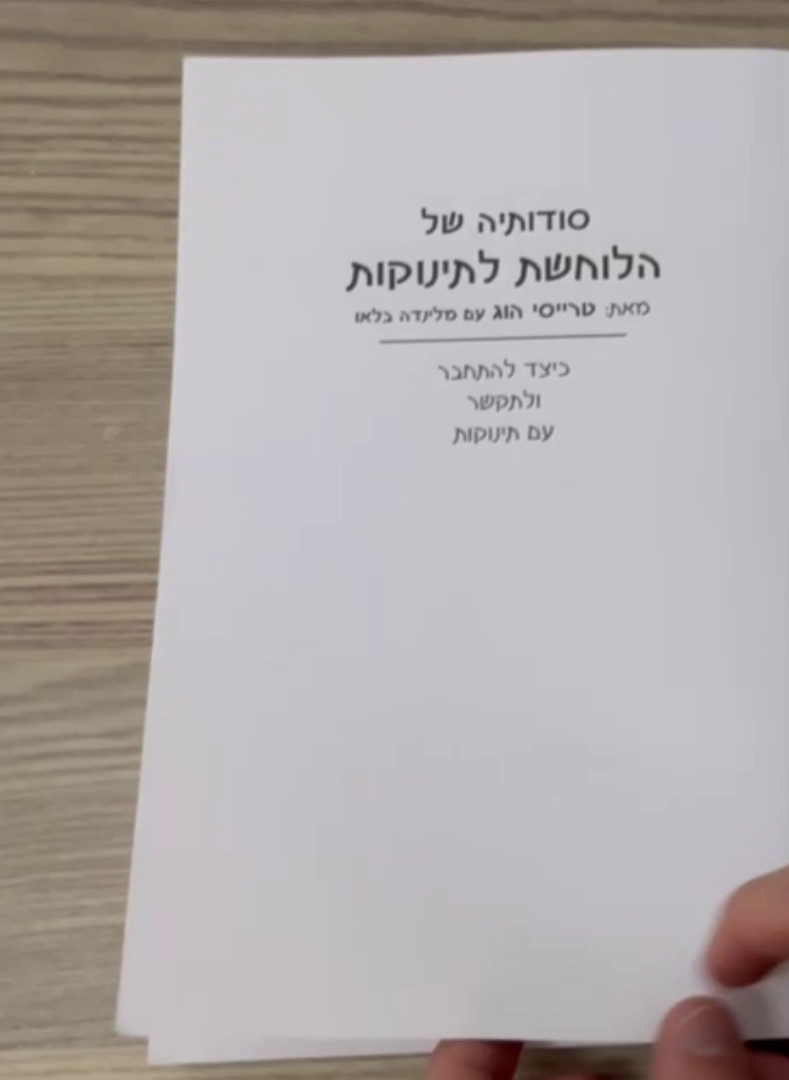 סודותיה של
הלוחשת לתינוקות
מאת: טרייסי הוג עם מלינדה בלאו
כיצד להתחבר
ולתקשר
עם תינוקות